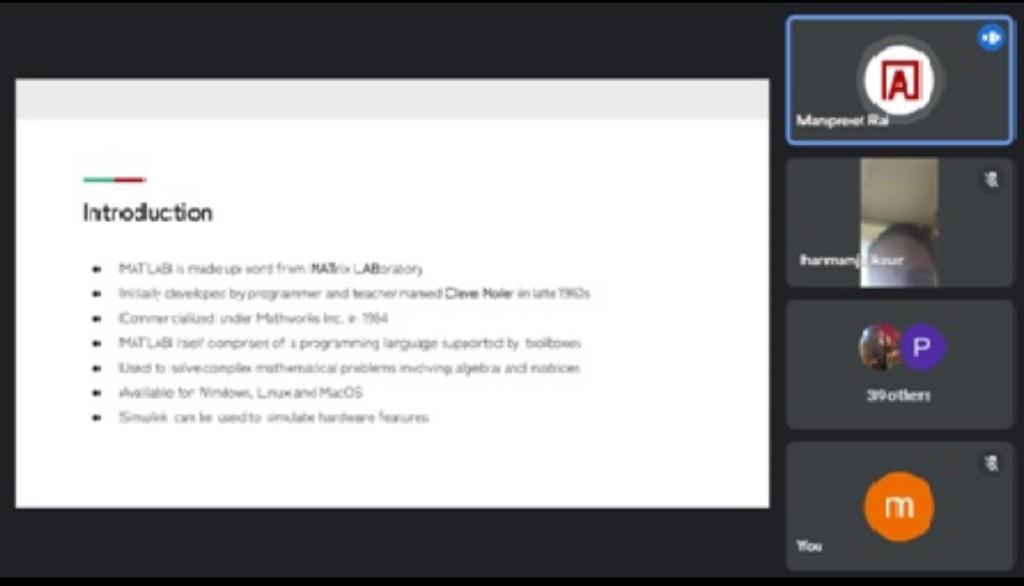 Introduction
MATLAB is made up word from MATrix LABoratory
Initially developed by programmer and teacher named Cleve Moler in late 1960s
Commercialized under Mathworks Inc. in 1984
MATLAB itself comprises of a programming language supported by toolboxes
Used to solve complex mathematical problems involving algebra and matrices
Available for Windows, Linux and MacOS
Simulink can be used to simulate hardware features
A
Manpreet Rai
kaur
P
39 others
m
You